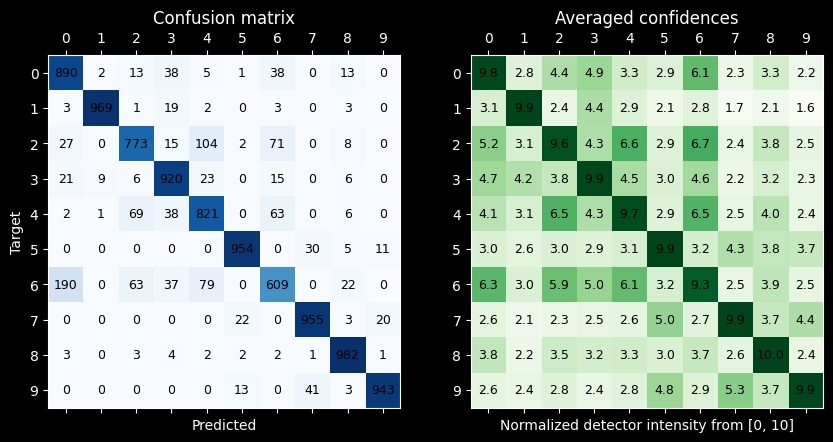 Confusion matrix
0 1 2 3 4 5 6 7 8 9
0 890 2 13 38 5 1 38 0 13 0
1 3 969 1 19 2 0 3 0 3 0
2 27 0 773 15 104 2 71 0 8 0
3 21 9 6 920 23 0 15 0 6 0
4 2 1 69 38 821 0 63 0 6 0
5 0 0 0 0 0 954 0 30 5 11
6 190 0 63 37 79 0 609 0 22 0
7 0 0 0 0 0 22 0 955 3 20
8 3 0 3 4 2 2 2 1 982 1
9 0 0 0 0 0 13 0 41 3 943
Target
Predicted
Averaged confidences
0 1 2 3 4 5 6 7 8 9
0 9.8 2.8 4.4 4.9 3.3 2.9 6.1 2.3 3.3 2.2
1 3.1 9.9 2.4 4.4 2.9 2.1 2.8 1.7 2.1 1.6
2 5.2 3.1 9.6 4.3 6.6 2.9 6.7 2.4 3.8 2.5
3 4.7 4.2 3.8 9.9 4.5 3.0 4.6 2.2 3.2 2.3
4 4.1 3.1 6.5 4.3 9.7 2.9 6.5 2.5 4.0 2.4
5 3.0 2.6 3.0 2.9 3.1 9.9 3.2 4.3 3.8 3.7
6 6.3 3.0 5.9 5.0 6.1 3.2 9.3 2.5 3.9 2.5
7 2.6 2.1 2.3 2.5 2.6 5.0 2.7 9.9 3.7 4.4
8 3.8 2.2 3.5 3.2 3.3 3.0 3.7 2.6 10.0 2.4
9 2.6 2.4 2.8 2.4 2.8 4.8 2.9 5.3 3.7 9.9
Normalized detector intensity from [0, 10]